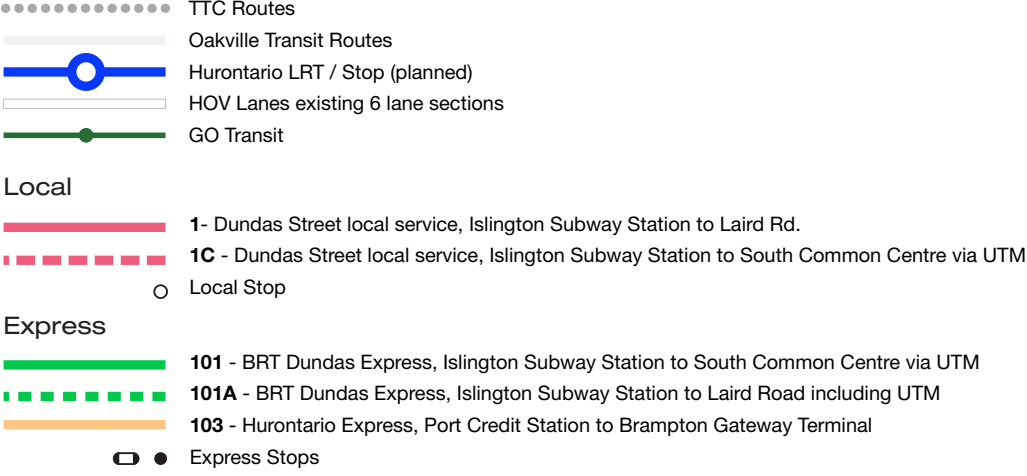 TTC Routes
Oakville Transit Routes
Hurontario LRT / Stop (planned)
HOV Lanes existing 6 lane sections
GO Transit
Local
1- Dundas Street local service, Islington Subway Station to Laird Rd.
1C - Dundas Street local service, Islington Subway Station to South Common Centre via UTM
Local Stop
Express
101 - BRT Dundas Express, Islington Subway Station to South Common Centre via UTM
101A - BRT Dundas Express, Islington Subway Station to Laird Road including UTM
103 - Hurontario Express, Port Credit Station to Brampton Gateway Terminal
Express Stops